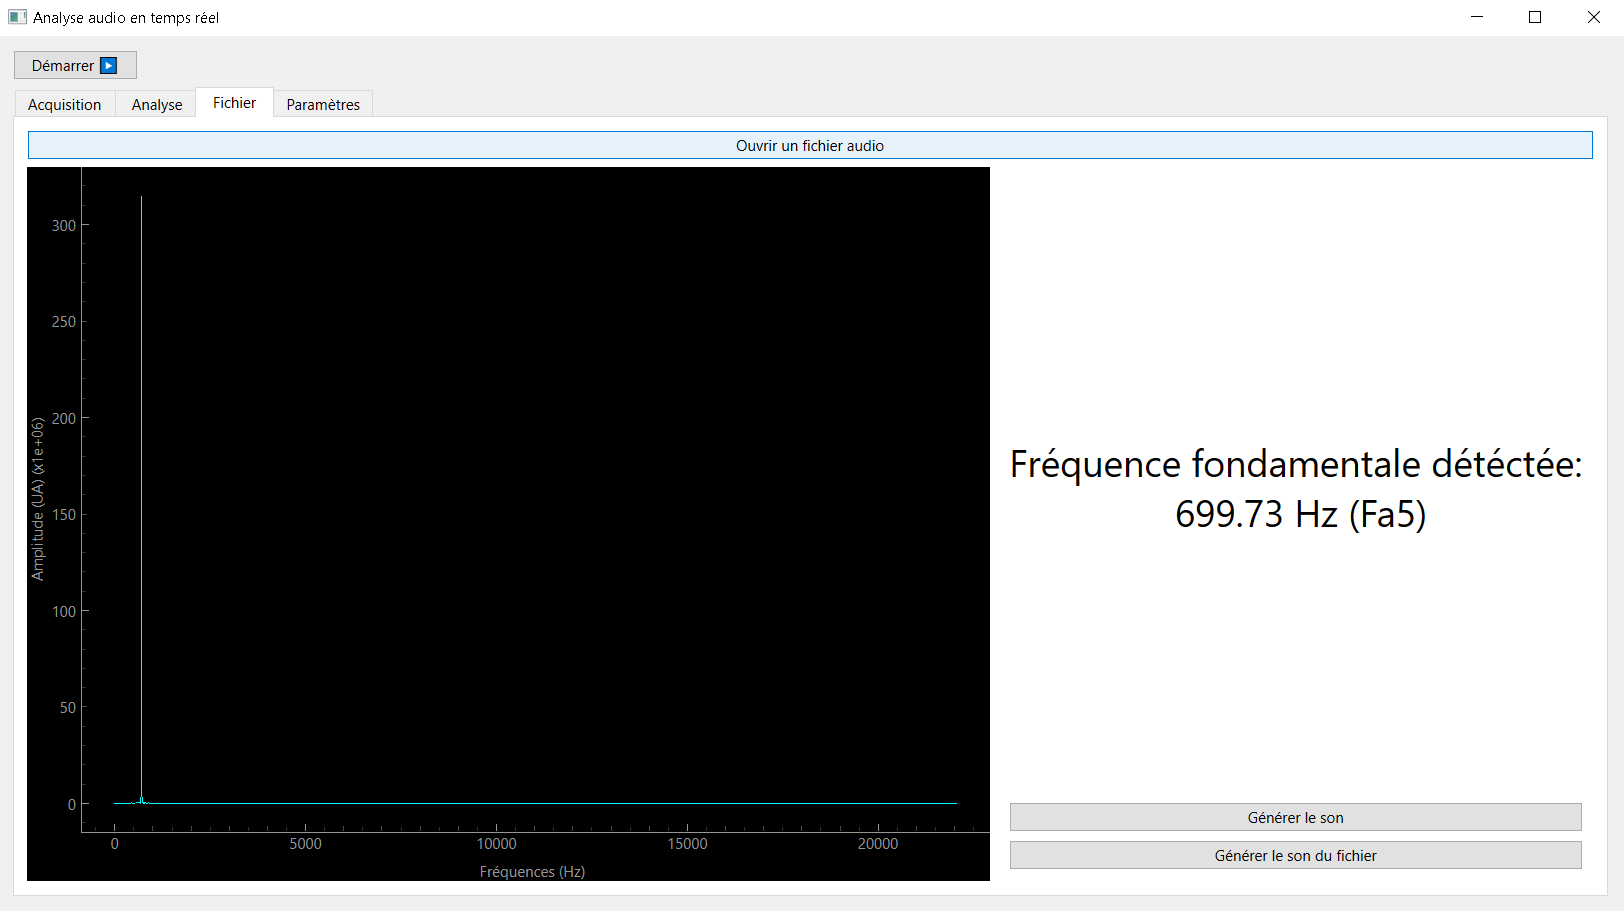 Analyse audio en temps réel
Démarrer
Acquisition
Analyse
Fichier
Paramètres
Ouvrir un fichier audio
300
250
200
150
100
50
0
Amplitude (UA) (x1e+06)
0
5000
10000
15000
20000
Fréquences (Hz)
Fréquence fondamentale détéctée:
699.73 Hz (Fa5)
Générer le son
Générer le son du fichier